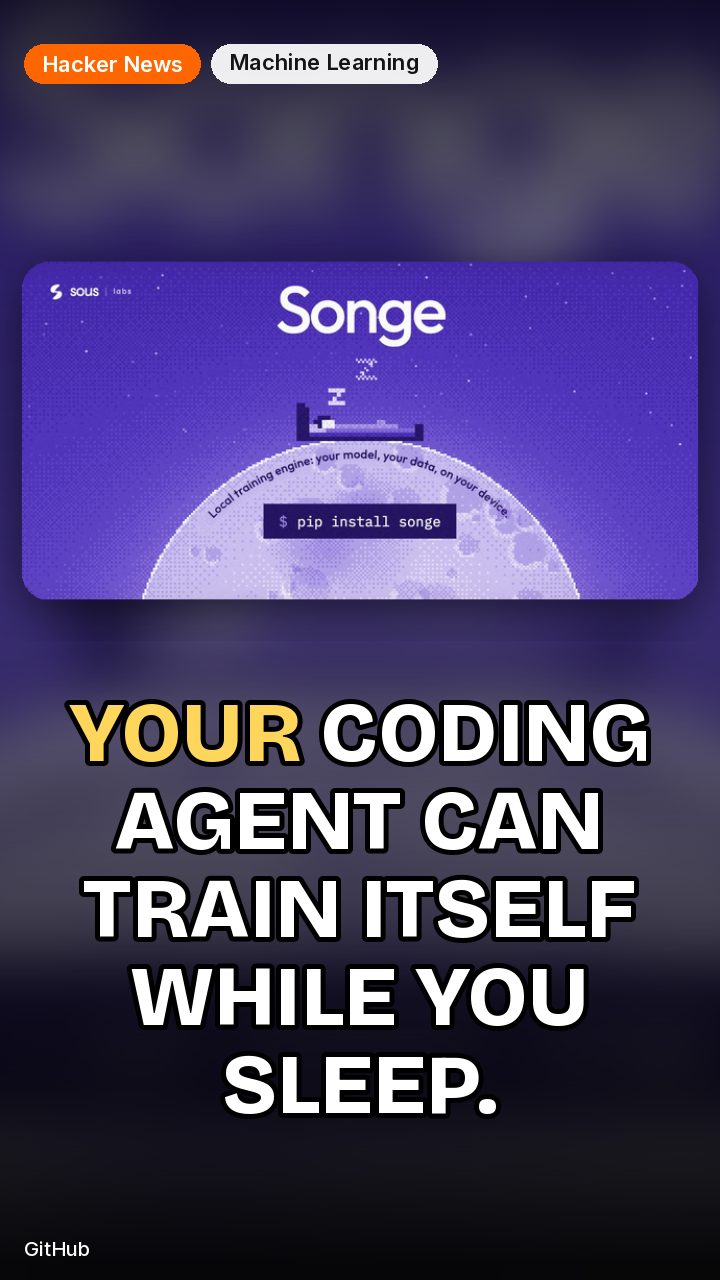 Hacker News
Machine Learning
sous | labs
Songe
Z
Z
Local training engine: your model, your data, on your device.
$ pip install songe
YOUR CODING
AGENT CAN
TRAIN ITSELF
WHILE YOU
SLEEP.
GitHub